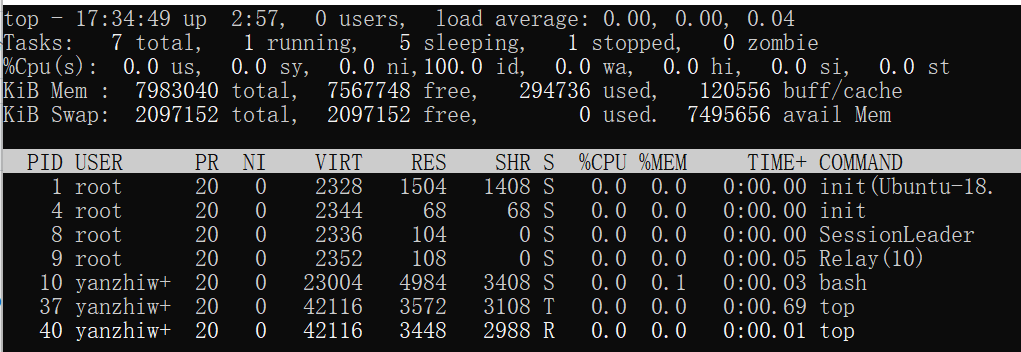 top - 17:34:49 up  2:57,  0 users,  load average: 0.00, 0.00, 0.04
Tasks:   7 total,   1 running,   5 sleeping,   1 stopped,   0 zombie
%Cpu(s):  0.0 us,  0.0 sy,  0.0 ni,100.0 id,  0.0 wa,  0.0 hi,  0.0 si,  0.0 st
KiB Mem :  7983040 total,  7567748 free,   294736 used,   120556 buff/cache
KiB Swap:  2097152 total,  2097152 free,        0 used.  7495656 avail Mem
  PID USER      PR  NI    VIRT    RES    SHR S  %CPU %MEM     TIME+ COMMAND
    1 root      20   0    2328   1504   1408 S   0.0  0.0   0:00.00 init(Ubuntu-18.
    4 root      20   0    2344     68     68 S   0.0  0.0   0:00.00 init
    8 root      20   0    2336    104      0 S   0.0  0.0   0:00.00 SessionLeader
    9 root      20   0    2352    108      0 S   0.0  0.0   0:00.05 Relay(10)
   10 yanzhiw+  20   0   23004   4984   3408 S   0.0  0.1   0:00.03 bash
   37 yanzhiw+  20   0   42116   3572   3108 T   0.0  0.0   0:00.69 top
   40 yanzhiw+  20   0   42116   3448   2988 R   0.0  0.0   0:00.01 top